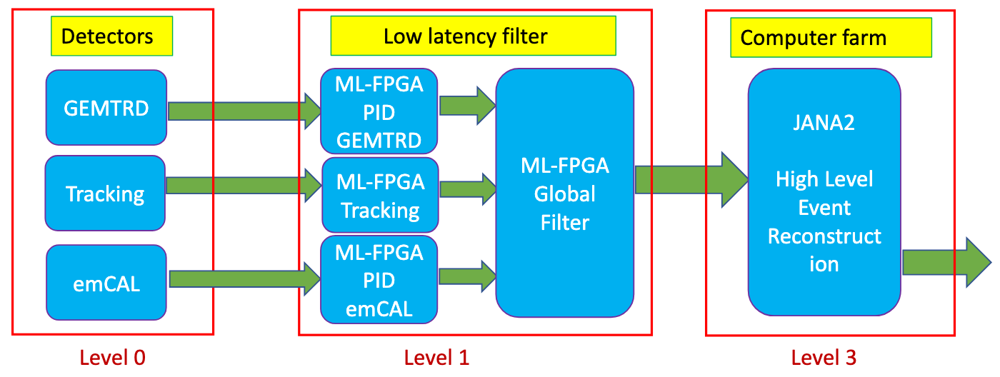 Detectors
GEMTRD
Tracking
emCAL
Level 0
Low latency filter
ML-FPGA
PID
GEMTRD
ML-FPGA
Tracking
ML-FPGA
PID
emCAL
ML-FPGA
Global
Filter
Level 1
Computer farm
JANA2
High Level
Event
Reconstruct
ion
Level 3